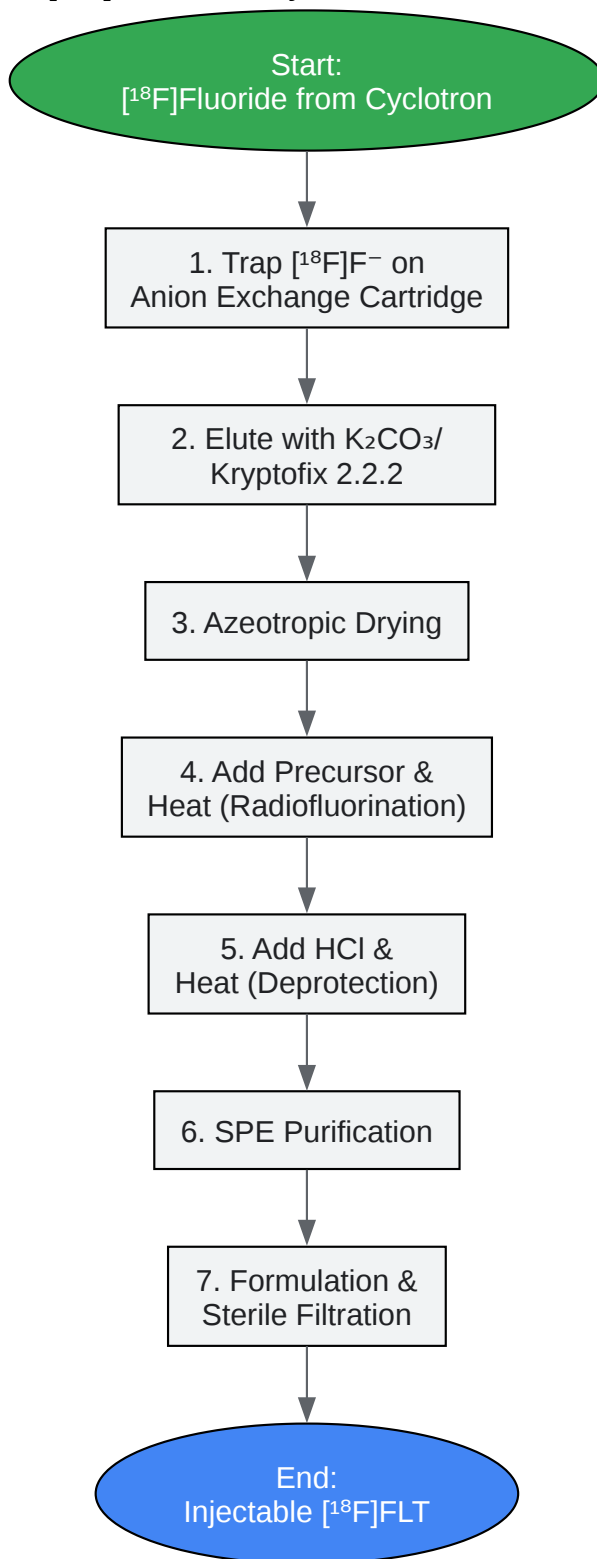 Start:
[¹⁸F]Fluoride from Cyclotron
1. Trap [¹⁸F]F⁻ on
Anion Exchange Cartridge
2. Elute with K₂CO₃/
Kryptofix 2.2.2
3. Azeotropic Drying
4. Add Precursor &
Heat (Radiofluorination)
5. Add HCl &
Heat (Deprotection)
6. SPE Purification
7. Formulation &
Sterile Filtration
End:
Injectable [¹⁸F]FLT